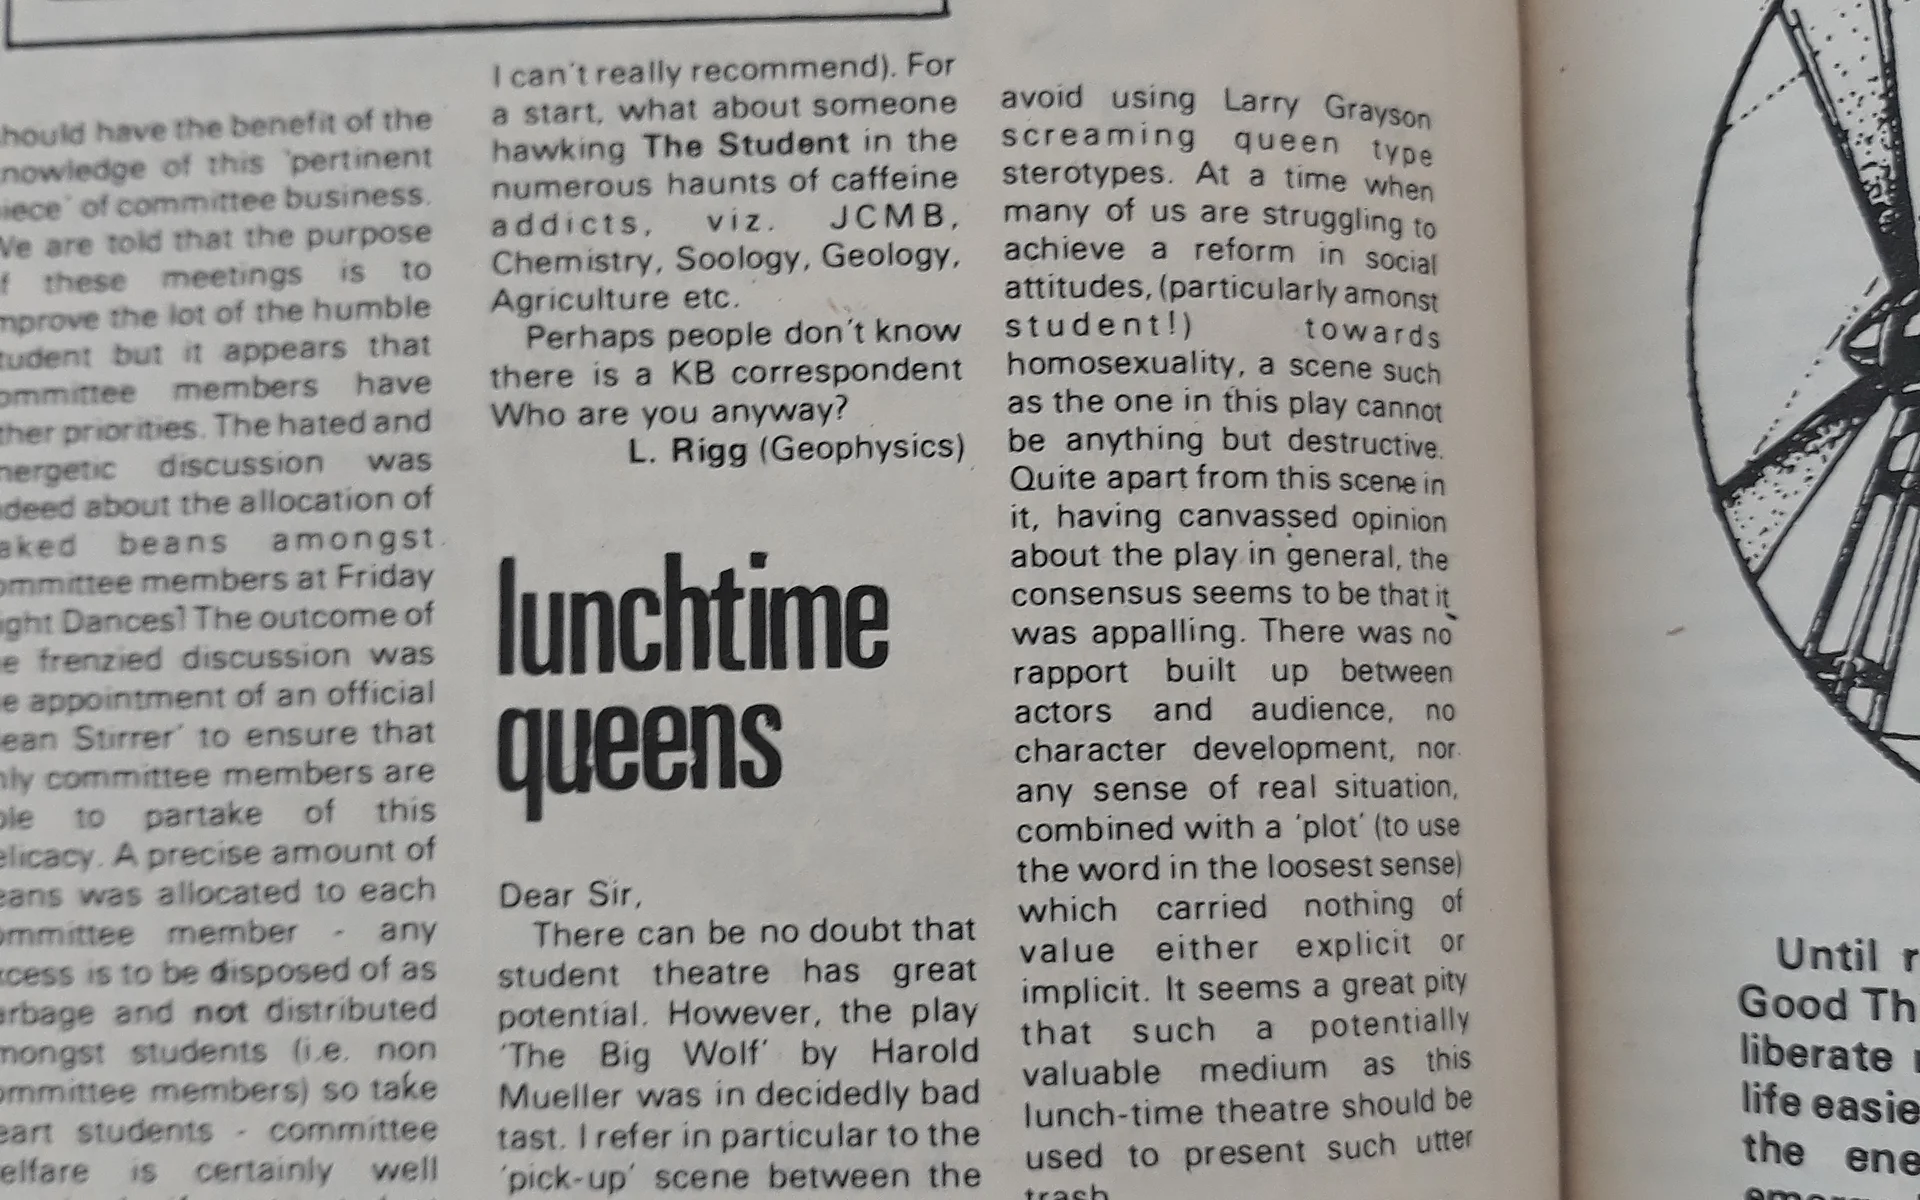 hould have the benefit of the
nowledge of this 'pertinent
iece' of committee business.
We are told that the purpose
f these meetings is to
mprove the lot of the humble
tudent but it appears that
ommittee members have
ther priorities. The hated and
nergetic discussion was
ndeed about the allocation of
aked beans amongst
ommittee members at Friday
ight Dances] The outcome of
e frenzied discussion was
e appointment of an official
ean Stirrer' to ensure that
nly committee members are
ble to partake of this
elicacy. A precise amount of
eans was allocated to each
ommittee member - any
xcess is to be disposed of as
arbage and not distributed
mongst students (i.e. non
ommittee members) so take
eart students - committee
elfare is certainly well
I can't really recommend). For
a start, what about someone
hawking The Student in the
numerous haunts of caffeine
addicts, viz. JCMB,
Chemistry, Soology, Geology,
Agriculture etc.
Perhaps people don't know
there is a KB correspondent
Who are you anyway?
L. Rigg (Geophysics)
lunchtime
queens
Dear Sir,
There can be no doubt that
student theatre has great
potential. However, the play
'The Big Wolf' by Harold
Mueller was in decidedly bad
tast. I refer in particular to the
'pick-up' scene between the
avoid using Larry Grayson
screaming queen type
sterotypes. At a time when
many of us are struggling to
achieve a reform in social
attitudes, (particularly amonst
student!) towards
homosexuality, a scene such
as the one in this play cannot
be anything but destructive.
Quite apart from this scene in
it, having canvassed opinion
about the play in general, the
consensus seems to be that it
was appalling. There was no
rapport built up between
actors and audience, no
character development, nor
any sense of real situation,
combined with a 'plot' (to use
the word in the loosest sense)
which carried nothing of
value either explicit or
implicit. It seems a great pity
that such a potentially
valuable medium as this
lunch-time theatre should be
used to present such utter
trash
Until r
Good Th
liberate
life easie
the ene